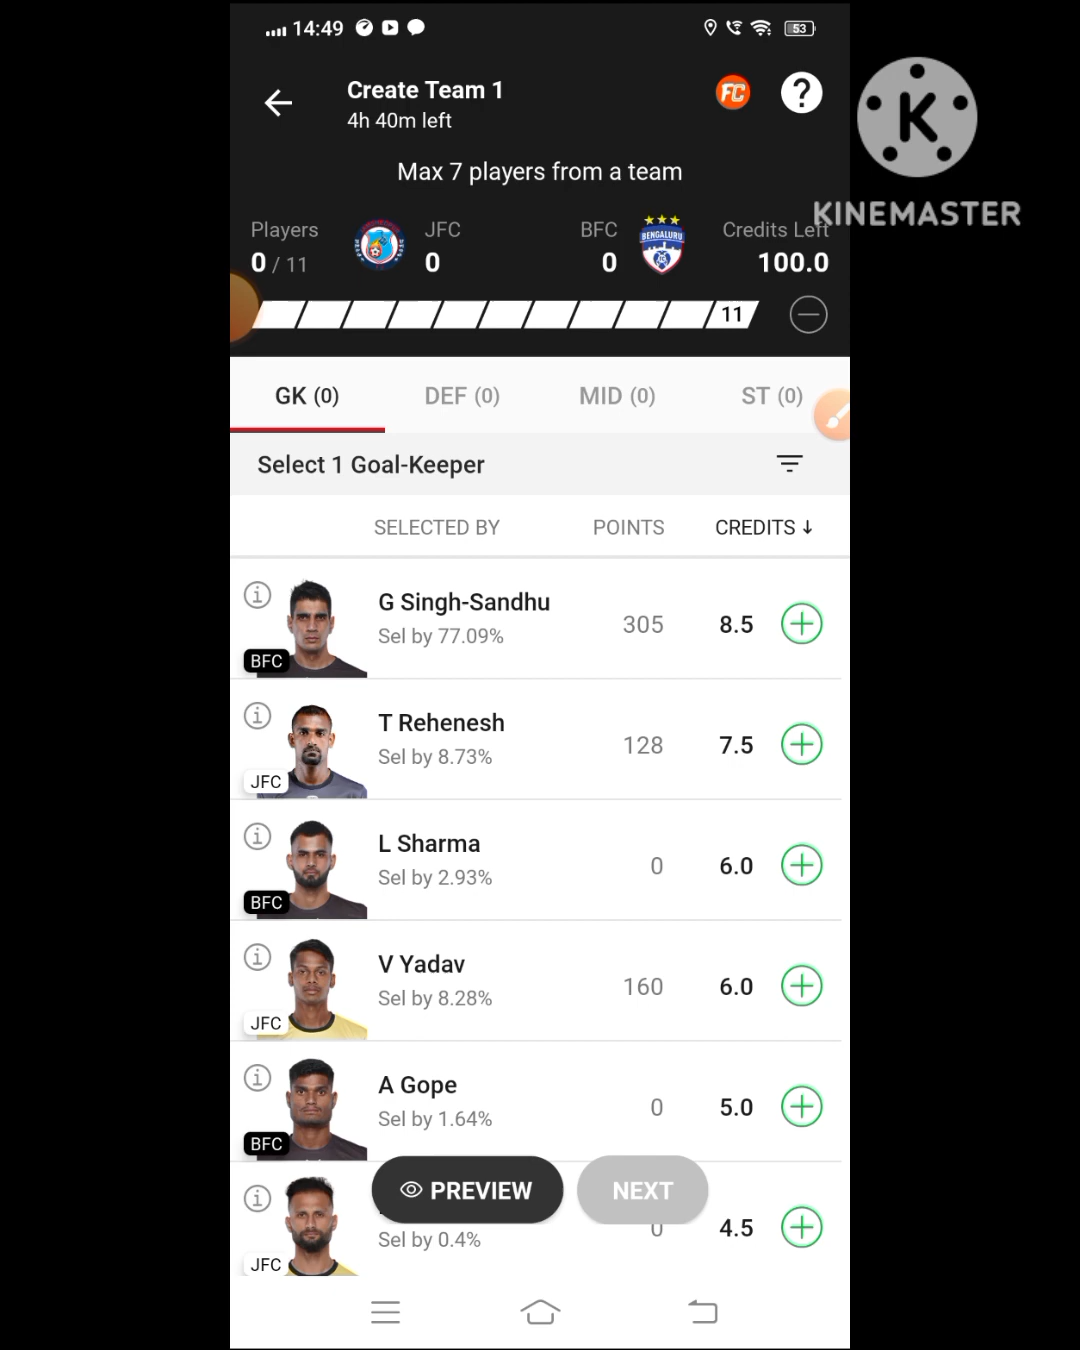 14:49
53
Create Team 1
4h 40m left
FC
?
K
KINEMASTER
Max 7 players from a team
Players
0 / 11
JFC
0
BFC
0
BENGALURU
Credits Left
100.0
11
GK (0)
DEF (0)
MID (0)
ST (0)
Select 1 Goal-Keeper
SELECTED BY
POINTS
CREDITS ↓
G Singh-Sandhu
Sel by 77.09%
305
8.5
BFC
T Rehenesh
Sel by 8.73%
128
7.5
JFC
L Sharma
Sel by 2.93%
0
6.0
BFC
V Yadav
Sel by 8.28%
160
6.0
JFC
A Gope
Sel by 1.64%
0
5.0
BFC
PREVIEW
NEXT
Sel by 0.4%
0
4.5
JFC